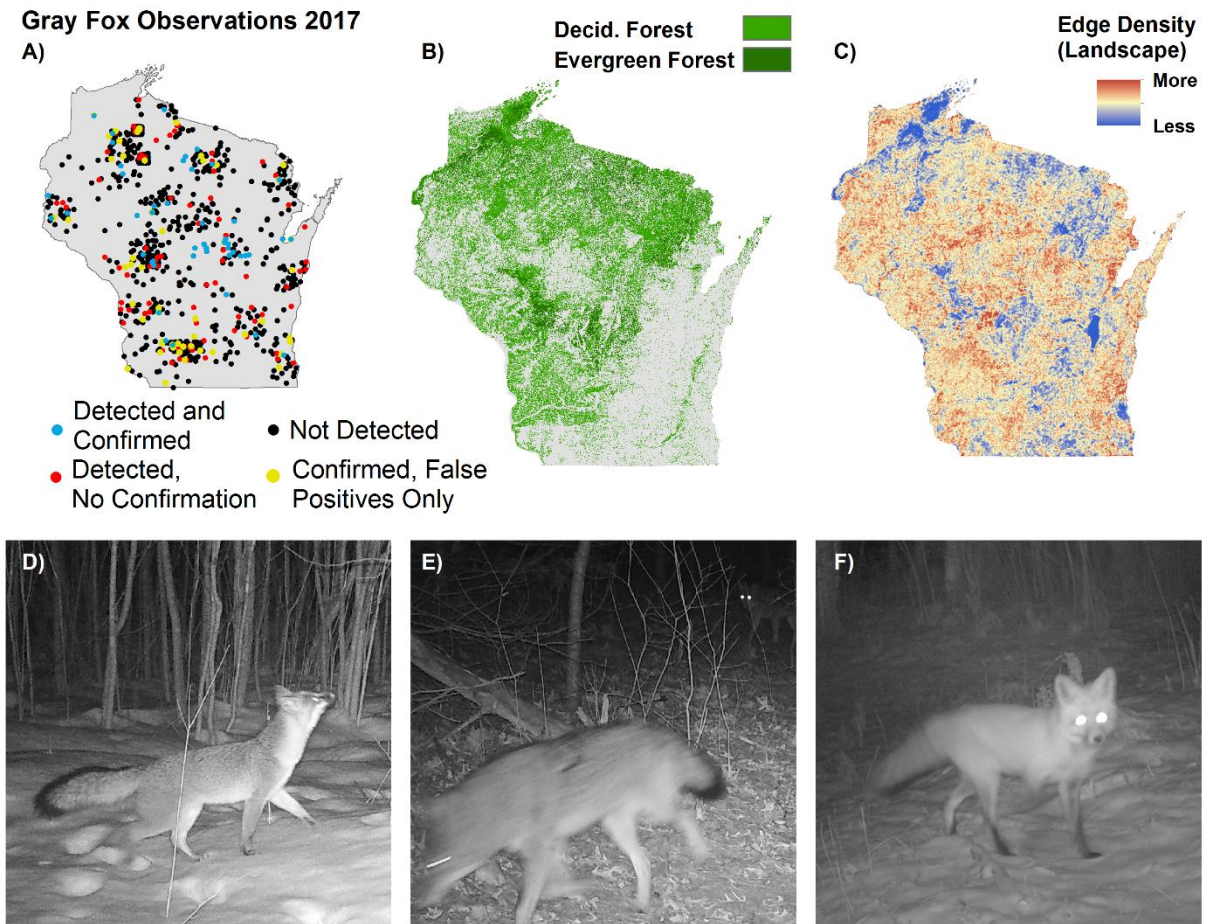 Gray Fox Observations 2017
A)
B)
Decid. Forest
Evergreen Forest
C)
Edge Density
(Landscape)
More
Less
Detected and
Confirmed
Not Detected
Detected,
No Confirmation
Confirmed, False
Positives Only
D)
E)
F)